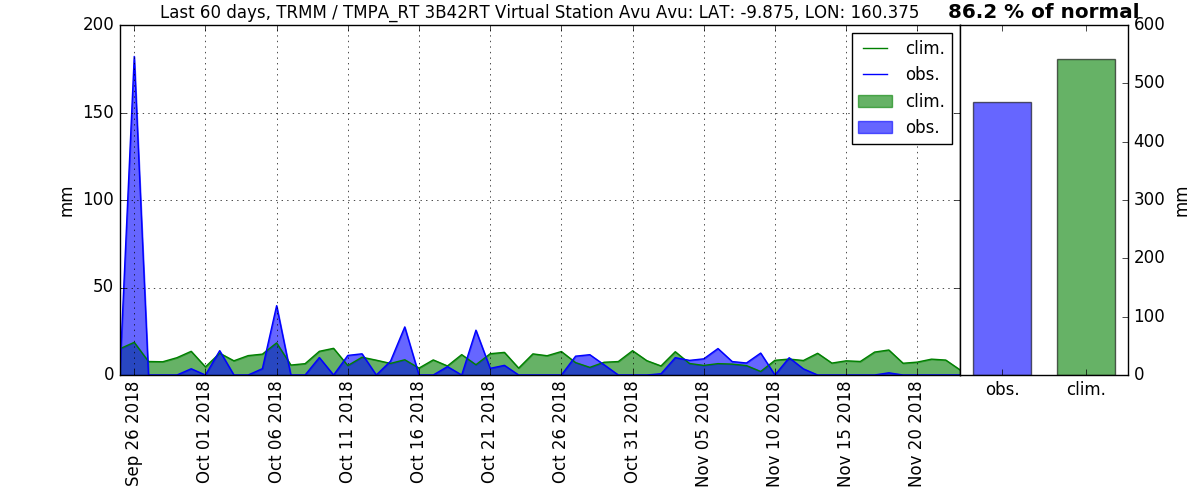 Last 60 days, TRMM / TMPA_RT 3B42RT Virtual Station Avu Avu: LAT: -9.875, LON: 160.375
86.2 % of normal
200
150
100
50
0
mm
clim.
obs.
clim.
obs.
Sep 26 2018
Oct 01 2018
Oct 06 2018
Oct 11 2018
Oct 16 2018
Oct 21 2018
Oct 26 2018
Oct 31 2018
Nov 05 2018
Nov 10 2018
Nov 15 2018
Nov 20 2018
600
500
400
300
200
100
0
mm
obs.
clim.